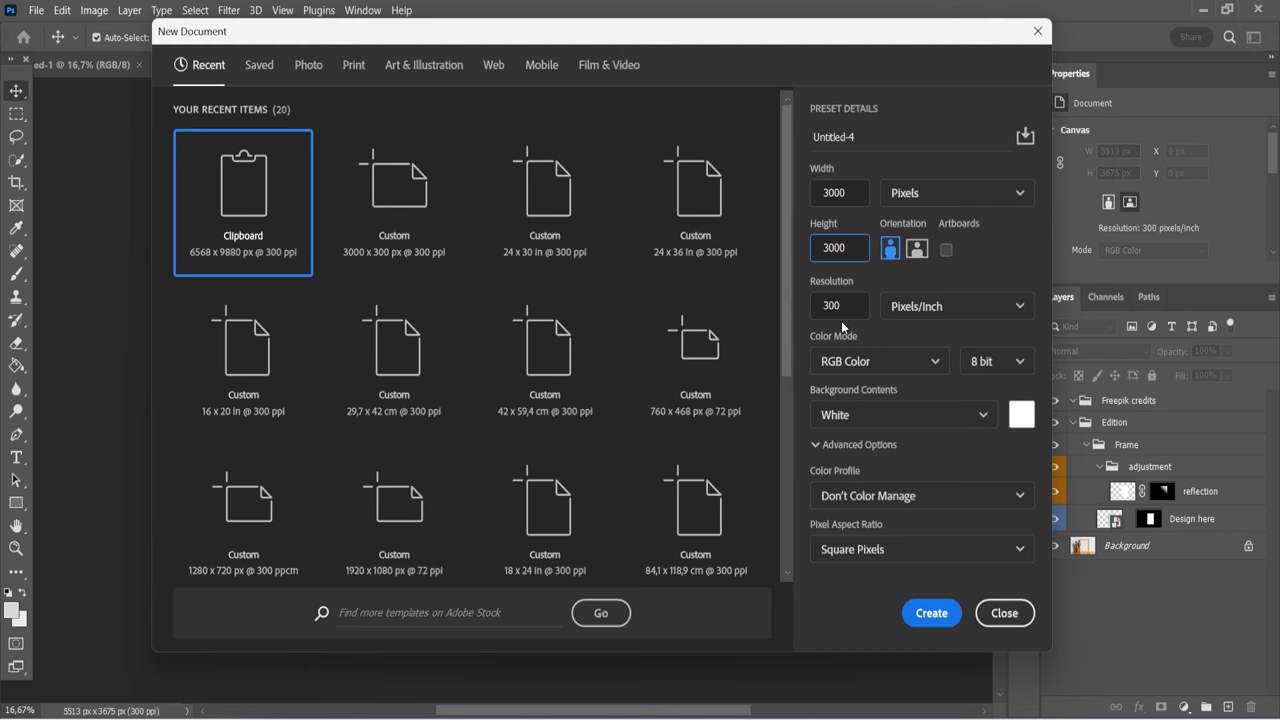 Ps File Edit Image Layer Type Select Filter 3D View Plugins Window Help
Auto-Select:
Share
ed-1 @ 16,7% (RGB/8)
New Document
Recent Saved Photo Print Art & Illustration Web Mobile Film & Video
YOUR RECENT ITEMS (20)
Clipboard
6568 x 9880 px @ 300 ppi
Custom
3000 x 300 px @ 300 ppi
Custom
24 x 30 in @ 300 ppi
Custom
24 x 36 in @ 300 ppi
Custom
16 x 20 in @ 300 ppi
Custom
29,7 x 42 cm @ 300 ppi
Custom
42 x 59,4 cm @ 300 ppi
Custom
760 x 468 px @ 72 ppi
Custom
1280 x 720 px @ 300 ppcm
Custom
1920 x 1080 px @ 72 ppi
Custom
18 x 24 in @ 300 ppi
Custom
84,1 x 118,9 cm @ 300 ppi
Find more templates on Adobe Stock
Go
PRESET DETAILS
Untitled-4
Width
3000 Pixels
Height Orientation Artboards
3000
Resolution
300 Pixels/Inch
Color Mode
RGB Color 8 bit
Background Contents
White
Advanced Options
Color Profile
Don't Color Manage
Pixel Aspect Ratio
Square Pixels
Create Close
Properties
Document
Canvas
W 5513 px X 0 px
H 3675 px Y 0 px
Resolution: 300 pixels/inch
Mode RGB Color
ayers Channels Paths
Kind
Normal Opacity: 100%
ock: Fill: 100%
Freepik credits
Edition
Frame
adjustment
reflection
Design here
Background
16,67% 5513 px x 3675 px (300 ppi)